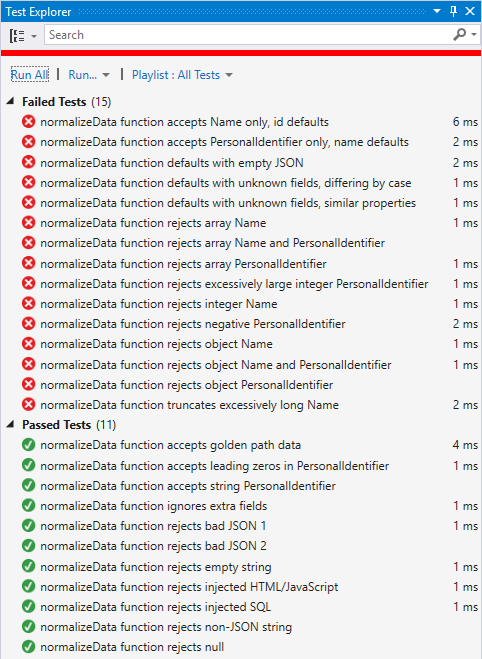 Test Explorer
Search
Run All | Run... | Playlist : All Tests
Failed Tests (15)
normalizeData function accepts Name only, id defaults 6 ms
normalizeData function accepts PersonalIdentifier only, name defaults 2 ms
normalizeData function defaults with empty JSON 2 ms
normalizeData function defaults with unknown fields, differing by case 1 ms
normalizeData function defaults with unknown fields, similar properties 1 ms
normalizeData function rejects array Name 1 ms
normalizeData function rejects array Name and PersonalIdentifier
normalizeData function rejects array PersonalIdentifier 1 ms
normalizeData function rejects excessively large integer PersonalIdentifier 1 ms
normalizeData function rejects integer Name 1 ms
normalizeData function rejects negative PersonalIdentifier 2 ms
normalizeData function rejects object Name 1 ms
normalizeData function rejects object Name and PersonalIdentifier 1 ms
normalizeData function rejects object PersonalIdentifier
normalizeData function truncates excessively long Name 2 ms
Passed Tests (11)
normalizeData function accepts golden path data 4 ms
normalizeData function accepts leading zeros in PersonalIdentifier 1 ms
normalizeData function accepts string PersonalIdentifier
normalizeData function ignores extra fields 1 ms
normalizeData function rejects bad JSON 1 1 ms
normalizeData function rejects bad JSON 2
normalizeData function rejects empty string 1 ms
normalizeData function rejects injected HTML/JavaScript 1 ms
normalizeData function rejects injected SQL 1 ms
normalizeData function rejects non-JSON string
normalizeData function rejects null